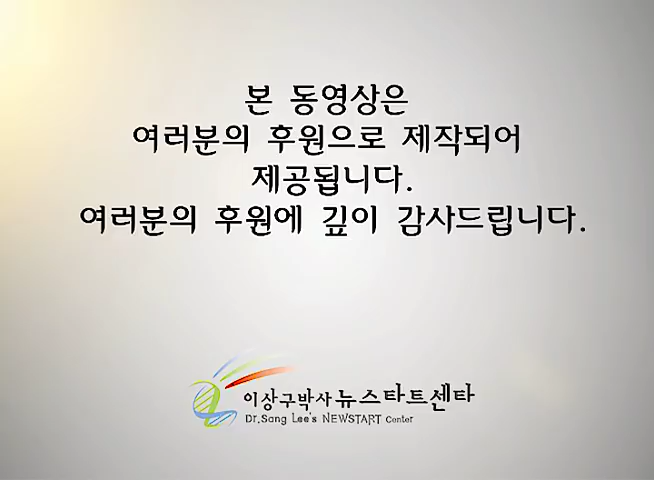 본 동영상은
여러분의 후원으로 제작되어
제공됩니다.
여러분의 후원에 깊이 감사드립니다.
이상구박사 뉴스타트센타
Dr.Sang Lee's NEWSTART Center